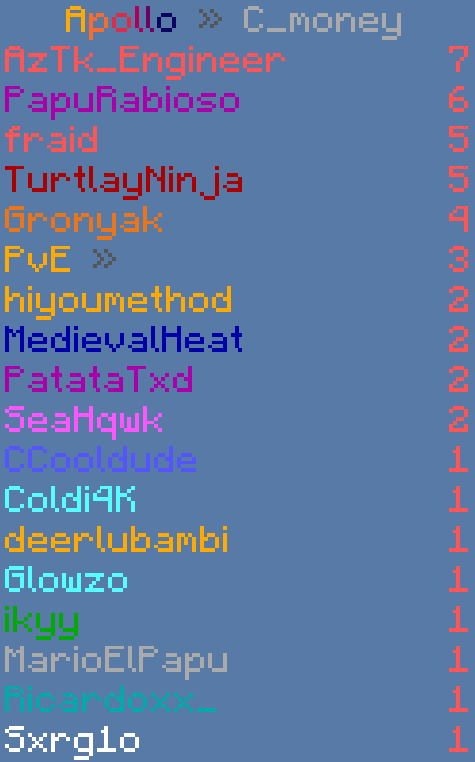 Apollo » C_money
AzTk_Engineer 7
PapuRabioso 6
fraid 5
TurtlayNinja 5
Gronyak 4
PvE » 3
hiyoumethod 2
MedievalHeat 2
PatataTxd 2
SeaHqwk 2
CCooldude 1
Coldi4K 1
deerlubambi 1
Glowzo 1
ikyy 1
MarioElPapu 1
Ricardoxx_ 1
Sxrg1o 1